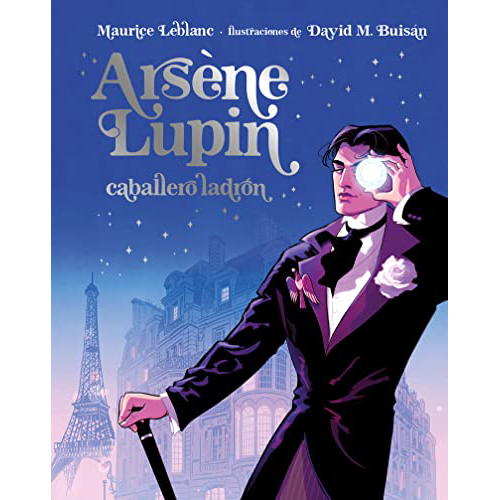 Maurice Leblanc · ilustraciones de David M. Buisán
Arsène
Lupin
caballero ladrón